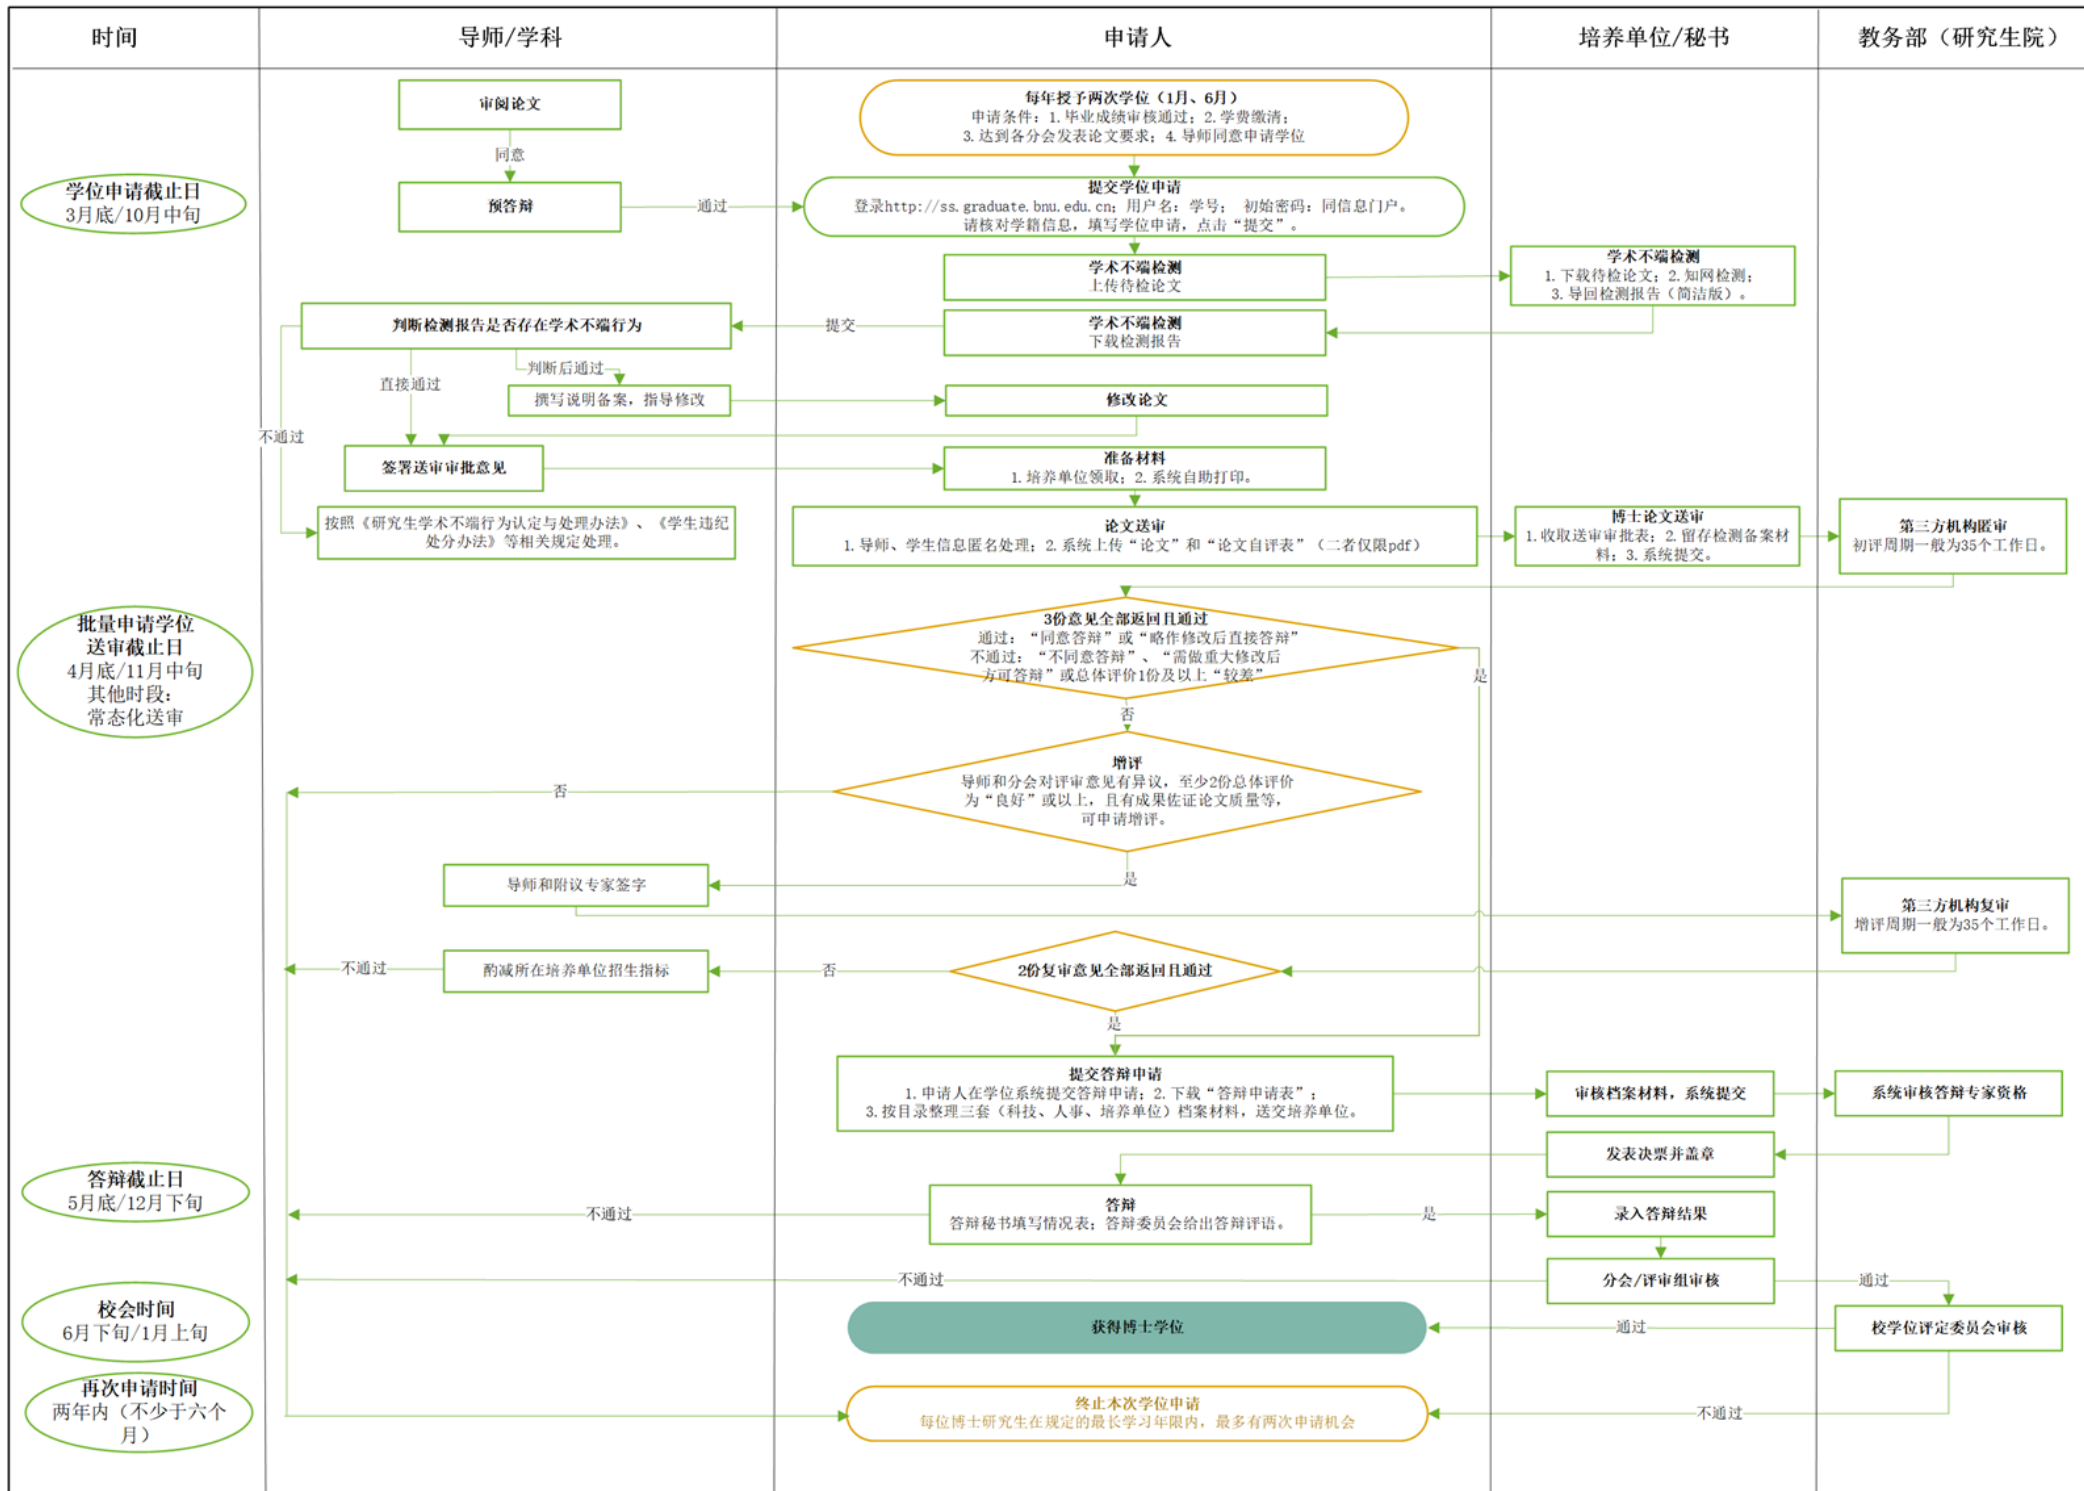 时间
导师/学科
申请人
培养单位/秘书
教务部（研究生院）
审阅论文
每年授予两次学位（1月、6月）
申请条件：1.毕业成绩审核通过；2.学费缴清；
3.达到各分会发表论文要求；4.导师同意申请学位
同意
学位申请截止日
3月底/10月中旬
预答辩
通过
提交学位申请
登录http://ss.graduate.bnu.edu.cn；用户名：学号； 初始密码：同信息门户。
请核对学籍信息，填写学位申请，点击“提交”。
学术不端检测
上传待检论文
学术不端检测
1.下载待检论文；2.知网检测；
3.导回检测报告（简洁版）。
判断检测报告是否存在学术不端行为
提交
学术不端检测
下载检测报告
判断后通过
直接通过
撰写说明备案，指导修改
修改论文
不通过
签署送审审批意见
准备材料
1.培养单位领取；2.系统自助打印。
按照《研究生学术不端行为认定与处理办法》、《学生违纪
处分办法》等相关规定处理。
论文送审
1.导师、学生信息匿名处理；2.系统上传“论文”和“论文自评表”（二者仅限pdf）
博士论文送审
1.收取送审审批表；2.留存检测备案材
料；3.系统提交。
第三方机构匿审
初评周期一般为35个工作日。
批量申请学位
送审截止日
4月底/11月中旬
其他时段：
常态化送审
3份意见全部返回且通过
通过：“同意答辩”或“略作修改后直接答辩”
不通过：“不同意答辩”、“需做重大修改后
方可答辩”或总体评价1份及以上“较差”
是
否
增评
导师和分会对评审意见有异议，至少2份总体评价
为“良好”或以上，且有成果佐证论文质量等，
可申请增评。
否
是
导师和附议专家签字
第三方机构复审
增评周期一般为35个工作日。
不通过
酌减所在培养单位招生指标
否
2份复审意见全部返回且通过
是
提交答辩申请
1.申请人在学位系统提交答辩申请；2.下载“答辩申请表”；
3.按目录整理三套（科技、人事、培养单位）档案材料，送交培养单位。
审核档案材料，系统提交
系统审核答辩专家资格
发表决票并盖章
答辩截止日
5月底/12月下旬
不通过
答辩
答辩秘书填写情况表；答辩委员会给出答辩评语。
是
录入答辩结果
不通过
分会/评审组审核
通过
校会时间
6月下旬/1月上旬
获得博士学位
通过
校学位评定委员会审核
再次申请时间
两年内（不少于六个
月）
终止本次学位申请
每位博士研究生在规定的最长学习年限内，最多有两次申请机会
不通过